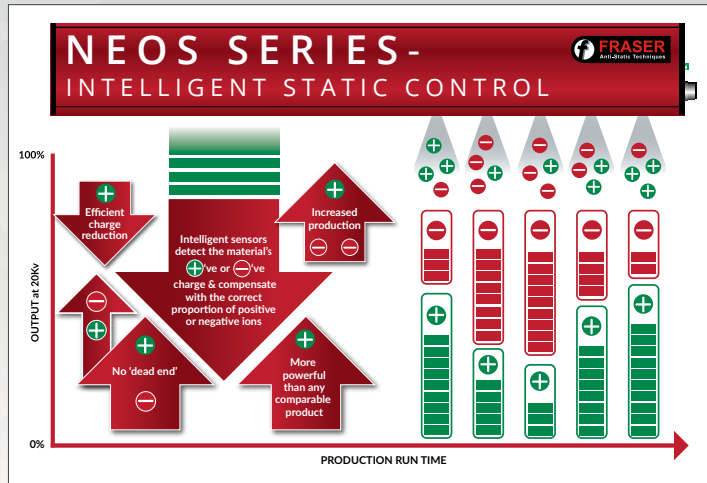 NEOS SERIES-
INTELLIGENT STATIC CONTROL
f FRASER
Anti-Static Techniques
100%
OUTPUT at 20Kv
0%
+
Efficient
charge
reduction
−
+
+
No 'dead end'
−
Intelligent sensors
detect the material's
+'ve or −'ve
charge & compensate
with the correct
proportion of positive
or negative ions
+
Increased
production
− −
+
More
powerful
than any
comparable
product
PRODUCTION RUN TIME